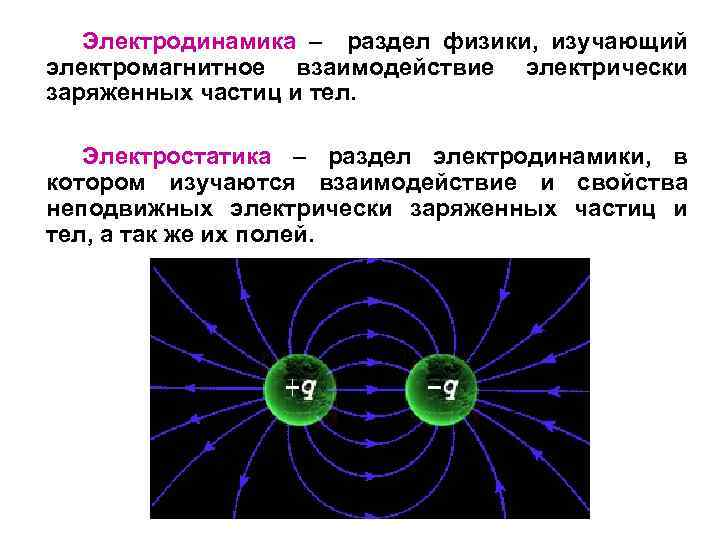 Электродинамика – раздел физики, изучающий
электромагнитное взаимодействие электрически
заряженных частиц и тел.
Электростатика – раздел электродинамики, в
котором изучаются взаимодействие и свойства
неподвижных электрически заряженных частиц и
тел, а так же их полей.
+q –q